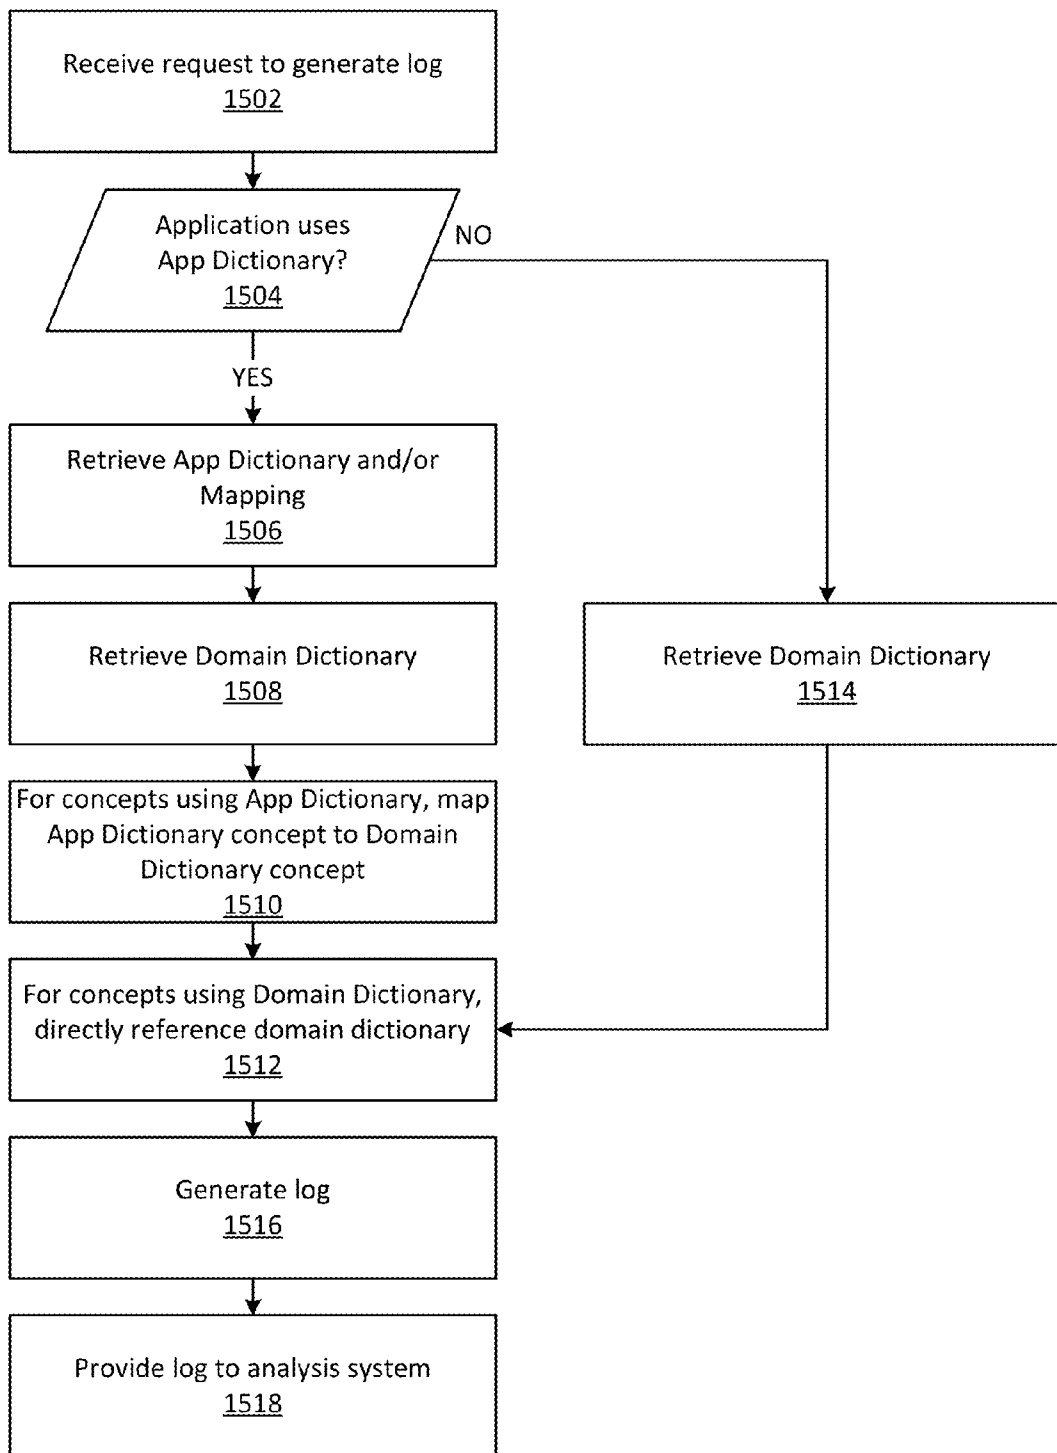 Receive request to generate log
1502
Application uses
App Dictionary?
1504
NO
YES
Retrieve App Dictionary and/or
Mapping
1506
Retrieve Domain Dictionary
1508
Retrieve Domain Dictionary
1514
For concepts using App Dictionary, map
App Dictionary concept to Domain
Dictionary concept
1510
For concepts using Domain Dictionary,
directly reference domain dictionary
1512
Generate log
1516
Provide log to analysis system
1518